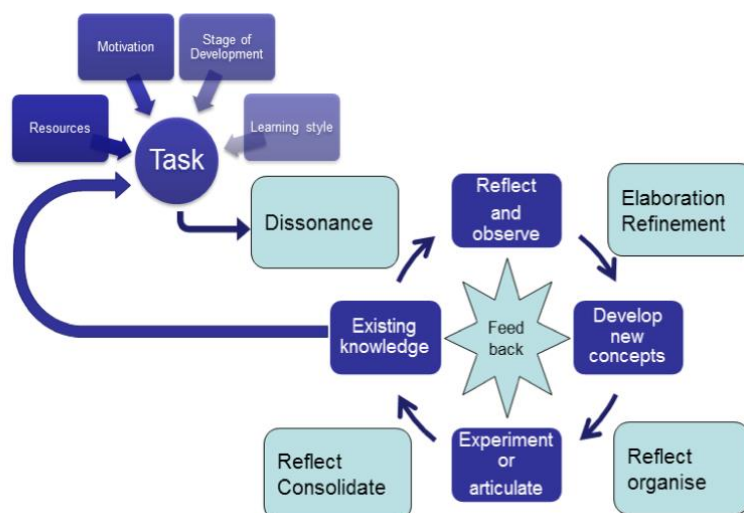 Motivation
Stage of
Development
Resources
Learning style
Task
Dissonance
Reflect
and
observe
Elaboration
Refinement
Existing
knowledge
Feed
back
Develop
new
concepts
Reflect
Consolidate
Experiment
or
articulate
Reflect
organise